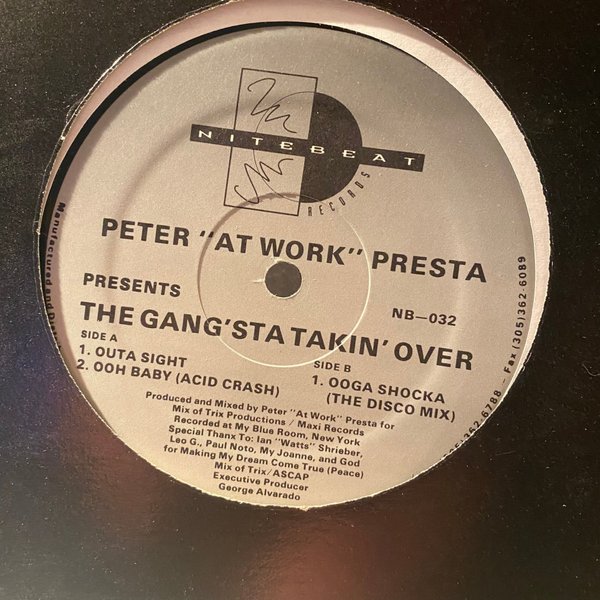 NITEBEAT
RECORDS
PETER "AT WORK" PRESTA
PRESENTS
NB—032
THE GANG'STA TAKIN' OVER
SIDE A
1. OUTA SIGHT
2. OOH BABY (ACID CRASH)
SIDE B
1. OOGA SHOCKA
(THE DISCO MIX)
Produced and Mixed by Peter "At Work" Presta for
Mix of Trix Productions / Maxi Records
Recorded at My Blue Room, New York
Special Thanx To: Ian "Watts" Shrieber,
Leo G., Paul Noto, My Joanne, and God
for Making My Dream Come True (Peace)
Mix of Trix/ASCAP
Executive Producer
George Alvarado
Manufactured and
362-6788 – Fax (305)362-6089